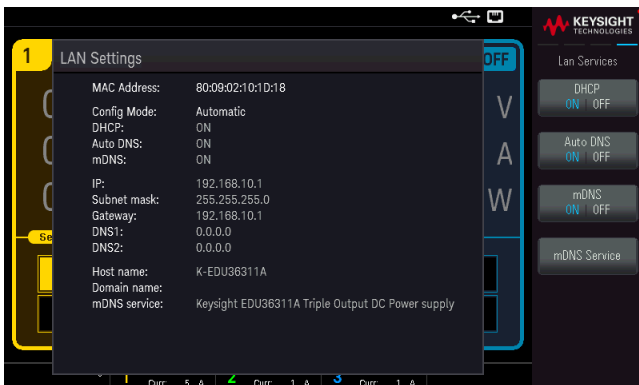 KEYSIGHT
TECHNOLOGIES
1
LAN Settings
OFF
Lan Services
MAC Address: 80:09:02:10:1D:18
DHCP
ON | OFF
Config Mode: Automatic
DHCP: ON
Auto DNS: ON
mDNS: ON
V
A
W
Auto DNS
ON | OFF
IP: 192.168.10.1
Subnet mask: 255.255.255.0
Gateway: 192.168.10.1
DNS1: 0.0.0.0
DNS2: 0.0.0.0
mDNS
ON | OFF
Se
mDNS Service
Host name: K-EDU36311A
Domain name:
mDNS service: Keysight EDU36311A Triple Output DC Power supply
1 Curr 5 A 2 Curr 1 A 3 Curr 1 A